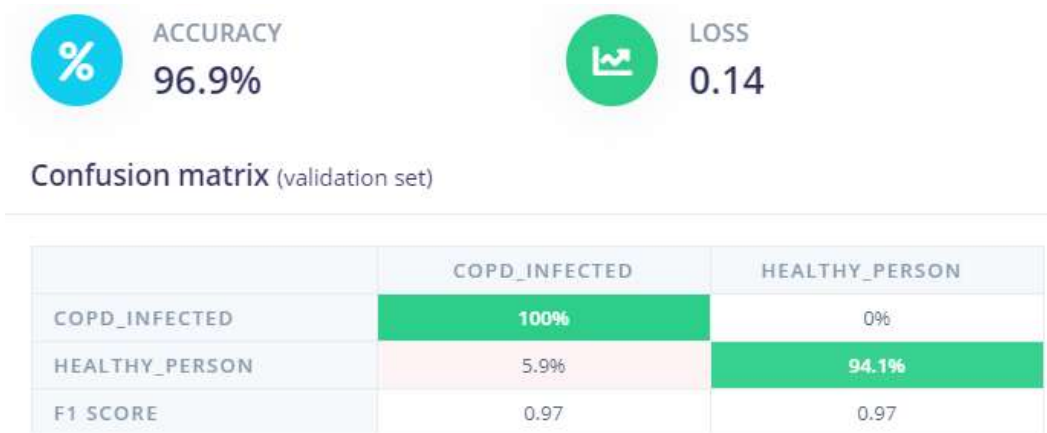 %
ACCURACY
96.9%
LOSS
0.14
Confusion matrix (validation set)
COPD_INFECTED HEALTHY_PERSON
COPD_INFECTED 100% 0%
HEALTHY_PERSON 5.9% 94.1%
F1 SCORE 0.97 0.97